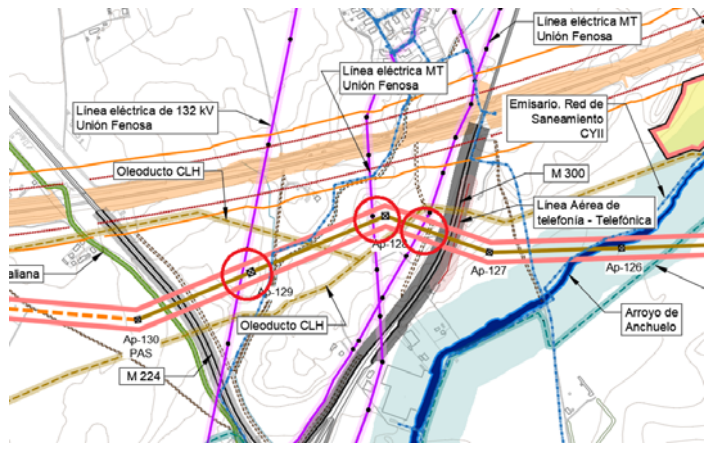 Línea eléctrica MT
Unión Fenosa
Línea eléctrica MT
Unión Fenosa
Línea eléctrica de 132 kV
Unión Fenosa
Emisario. Red de
Saneamiento
CYII
Oleoducto CLH
M 300
Línea Aérea de
telefonía - Telefónica
Ap-128
Ap-127
Ap-126
aliana
Ap-129
Oleoducto CLH
Arroyo de
Anchuelo
Ap-130
PAS
M 224